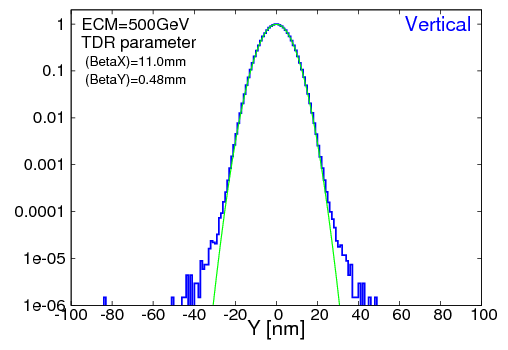 ECM=500GeV
Vertical
TDR parameter
(BetaX)=11.0mm
(BetaY)=0.48mm
1
0.1
0.01
0.001
0.0001
1e-05
1e-06
-100 -80 -60 -40 -20 0 20 40 60 80 100
Y [nm]